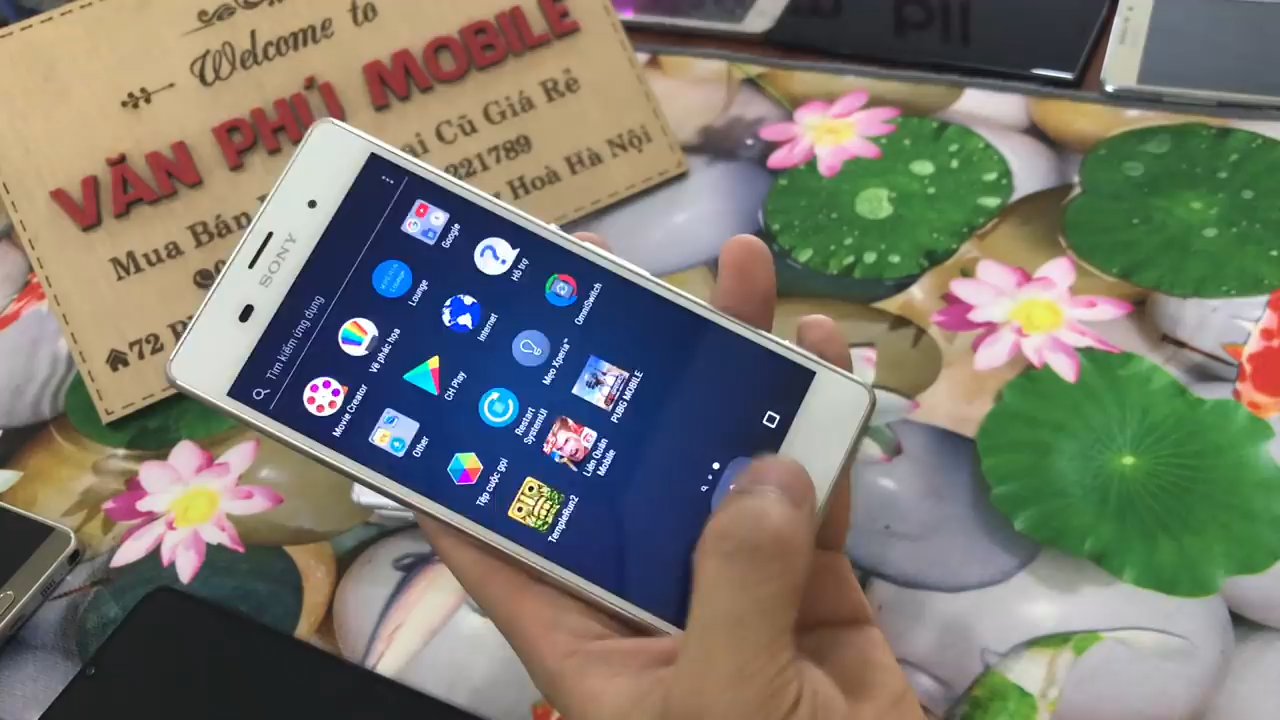 Welcome to
VĂN PHÚ MOBILE
Mua Bán
ai Cũ Giá Rẻ
221789
72
Hoà Hà Nội
SONY
Tìm kiếm ứng dụng
Movie Creator
Vẽ phác họa
Lounge
Google
Other
CH Play
Internet
Hỗ trợ
Tệp cuộc gọi
Restart SystemUI
Mẹo Xperia™
OmniSwitch
TempleRun2
Liên Quân Mobile
PUBG MOBILE